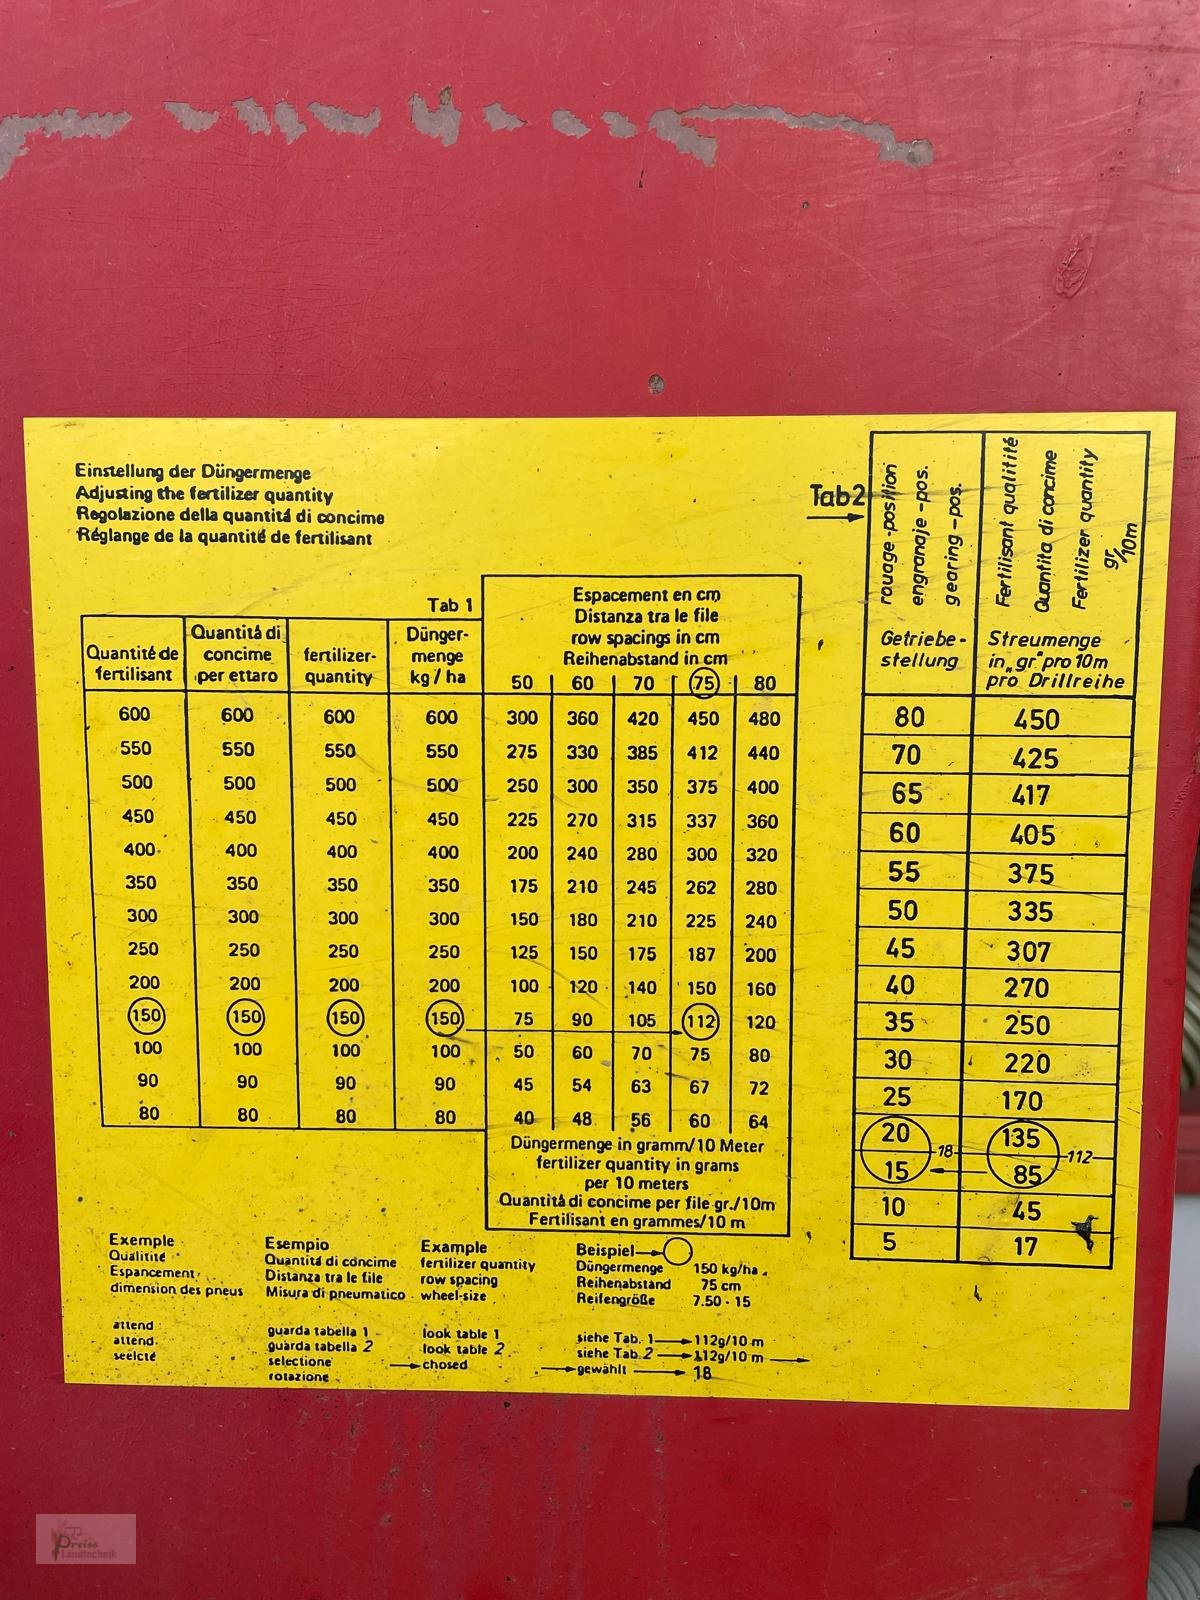 Einstellung der Düngermenge
Adjusting the fertilizer quantity
Regolazione della quantitá di concime
Réglange de la quantité de fertilisant
Tab 1
Quantité de fertilisant
Quantitá di concime per ettaro
fertilizer-quantity
Dünger-menge kg / ha
Espacement en cm
Distanza tra le file
row spacings in cm
Reihenabstand in cm
50 60 70 75 80
600 600 600 600 300 360 420 450 480
550 550 550 550 275 330 385 412 440
500 500 500 500 250 300 350 375 400
450 450 450 450 225 270 315 337 360
400 400 400 400 200 240 280 300 320
350 350 350 350 175 210 245 262 280
300 300 300 300 150 180 210 225 240
250 250 250 250 125 150 175 187 200
200 200 200 200 100 120 140 150 160
150 150 150 150 75 90 105 112 120
100 100 100 100 50 60 70 75 80
90 90 90 90 45 54 63 67 72
80 80 80 80 40 48 56 60 64
Düngermenge in gramm/10 Meter
fertilizer quantity in grams
per 10 meters
Quantitá di concime per file gr./10m
Fertilisant en grammes/10 m
Tab2
rauage-position
engranaje-pos.
gearing-pos.
Getriebe-
stellung
Fertilisant qualitité
Quantita di concime
Fertilizer quantity
gr/10m
Streumenge
in „gr" pro 10m
pro Drillreihe
80 450
70 425
65 417
60 405
55 375
50 335
45 307
40 270
35 250
30 220
25 170
20 135
18 112
15 85
10 45
5 17
Exemple
Qualitité
Espancement
dimension des pneus
attend
attend
seelcté
Esempio
Quantitá di concime
Distanza tra le file
Misura di pneumatico
guarda tabella 1
guarda tabella 2
selectione
rotazione
Example
fertilizer quantity
row spacing
wheel-size
look table 1
look table 2
chosed
Beispiel
Düngermenge 150 kg/ha
Reihenabstand 75 cm
Reifengröße 7.50 - 15
siehe Tab. 1 112g/10 m
siehe Tab. 2 112g/10 m
gewählt 18
Preiss
Landtechnik